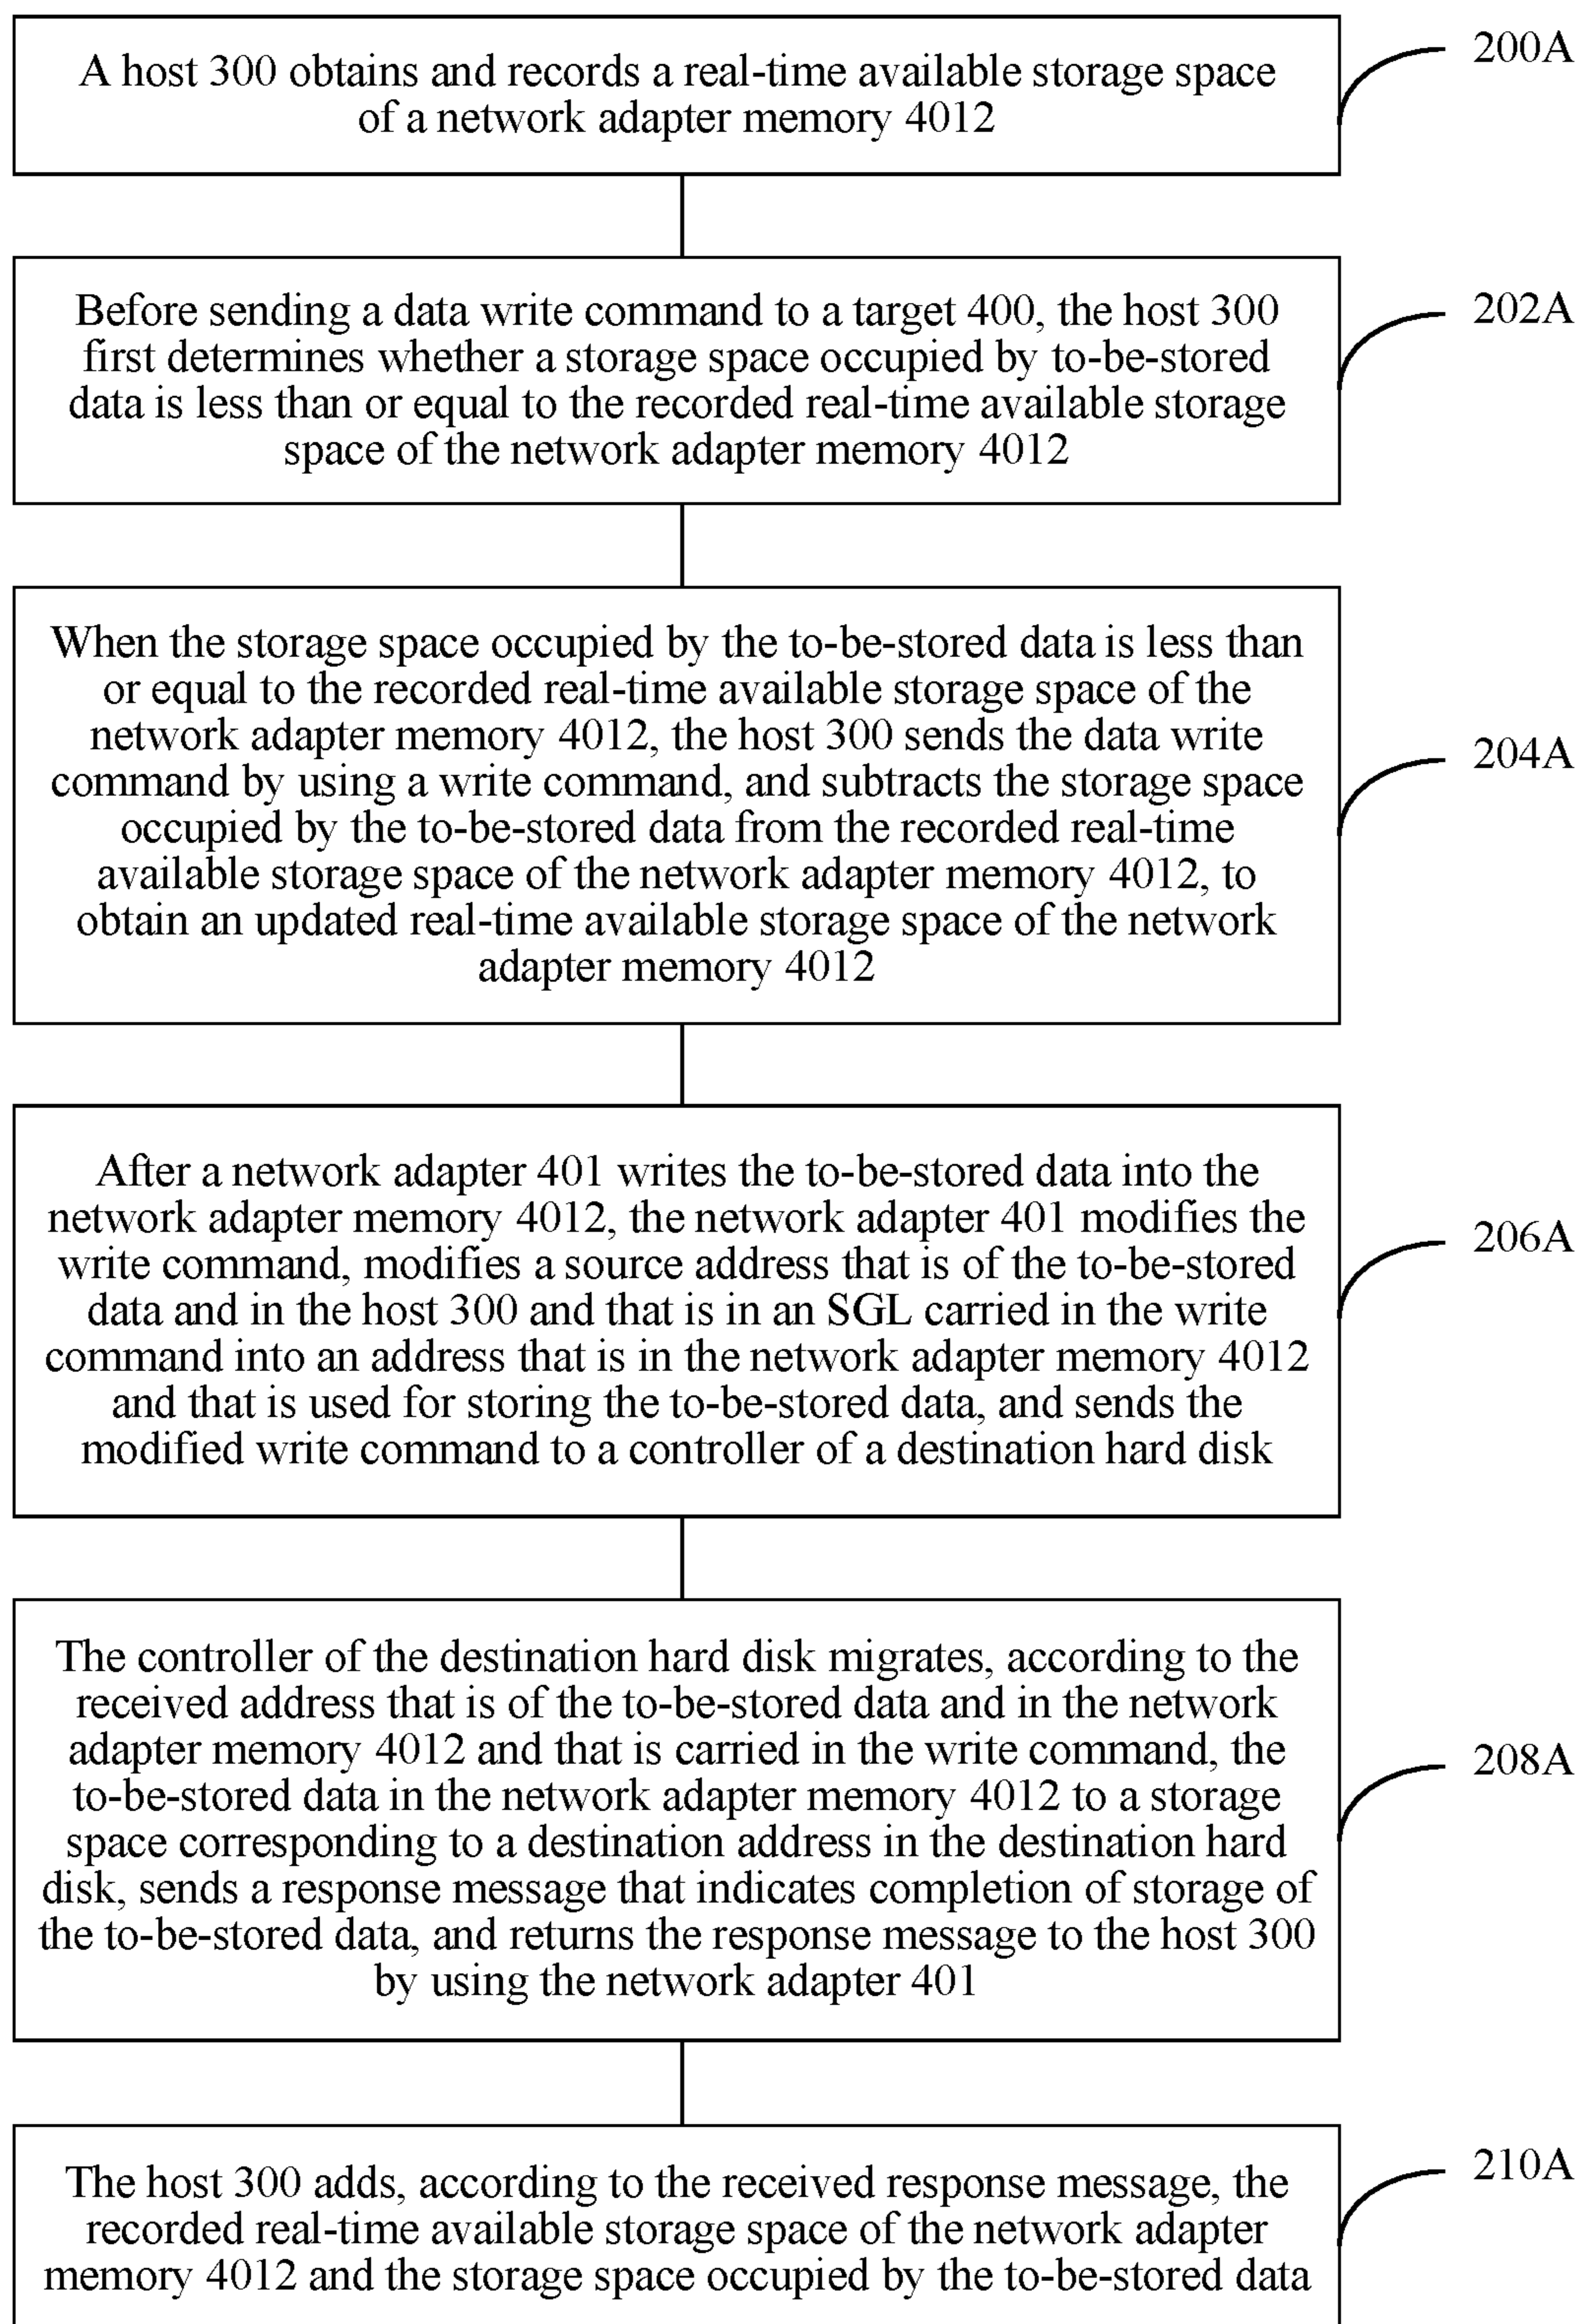 A host 300 obtains and records a real-time available storage space
of a network adapter memory 4012
200A
Before sending a data write command to a target 400, the host 300
first determines whether a storage space occupied by to-be-stored
data is less than or equal to the recorded real-time available storage
space of the network adapter memory 4012
202A
When the storage space occupied by the to-be-stored data is less than
or equal to the recorded real-time available storage space of the
network adapter memory 4012, the host 300 sends the data write
command by using a write command, and subtracts the storage space
occupied by the to-be-stored data from the recorded real-time
available storage space of the network adapter memory 4012, to
obtain an updated real-time available storage space of the network
adapter memory 4012
204A
After a network adapter 401 writes the to-be-stored data into the
network adapter memory 4012, the network adapter 401 modifies the
write command, modifies a source address that is of the to-be-stored
data and in the host 300 and that is in an SGL carried in the write
command into an address that is in the network adapter memory 4012
and that is used for storing the to-be-stored data, and sends the
modified write command to a controller of a destination hard disk
206A
The controller of the destination hard disk migrates, according to the
received address that is of the to-be-stored data and in the network
adapter memory 4012 and that is carried in the write command, the
to-be-stored data in the network adapter memory 4012 to a storage
space corresponding to a destination address in the destination hard
disk, sends a response message that indicates completion of storage of
the to-be-stored data, and returns the response message to the host 300
by using the network adapter 401
208A
The host 300 adds, according to the received response message, the
recorded real-time available storage space of the network adapter
memory 4012 and the storage space occupied by the to-be-stored data
210A